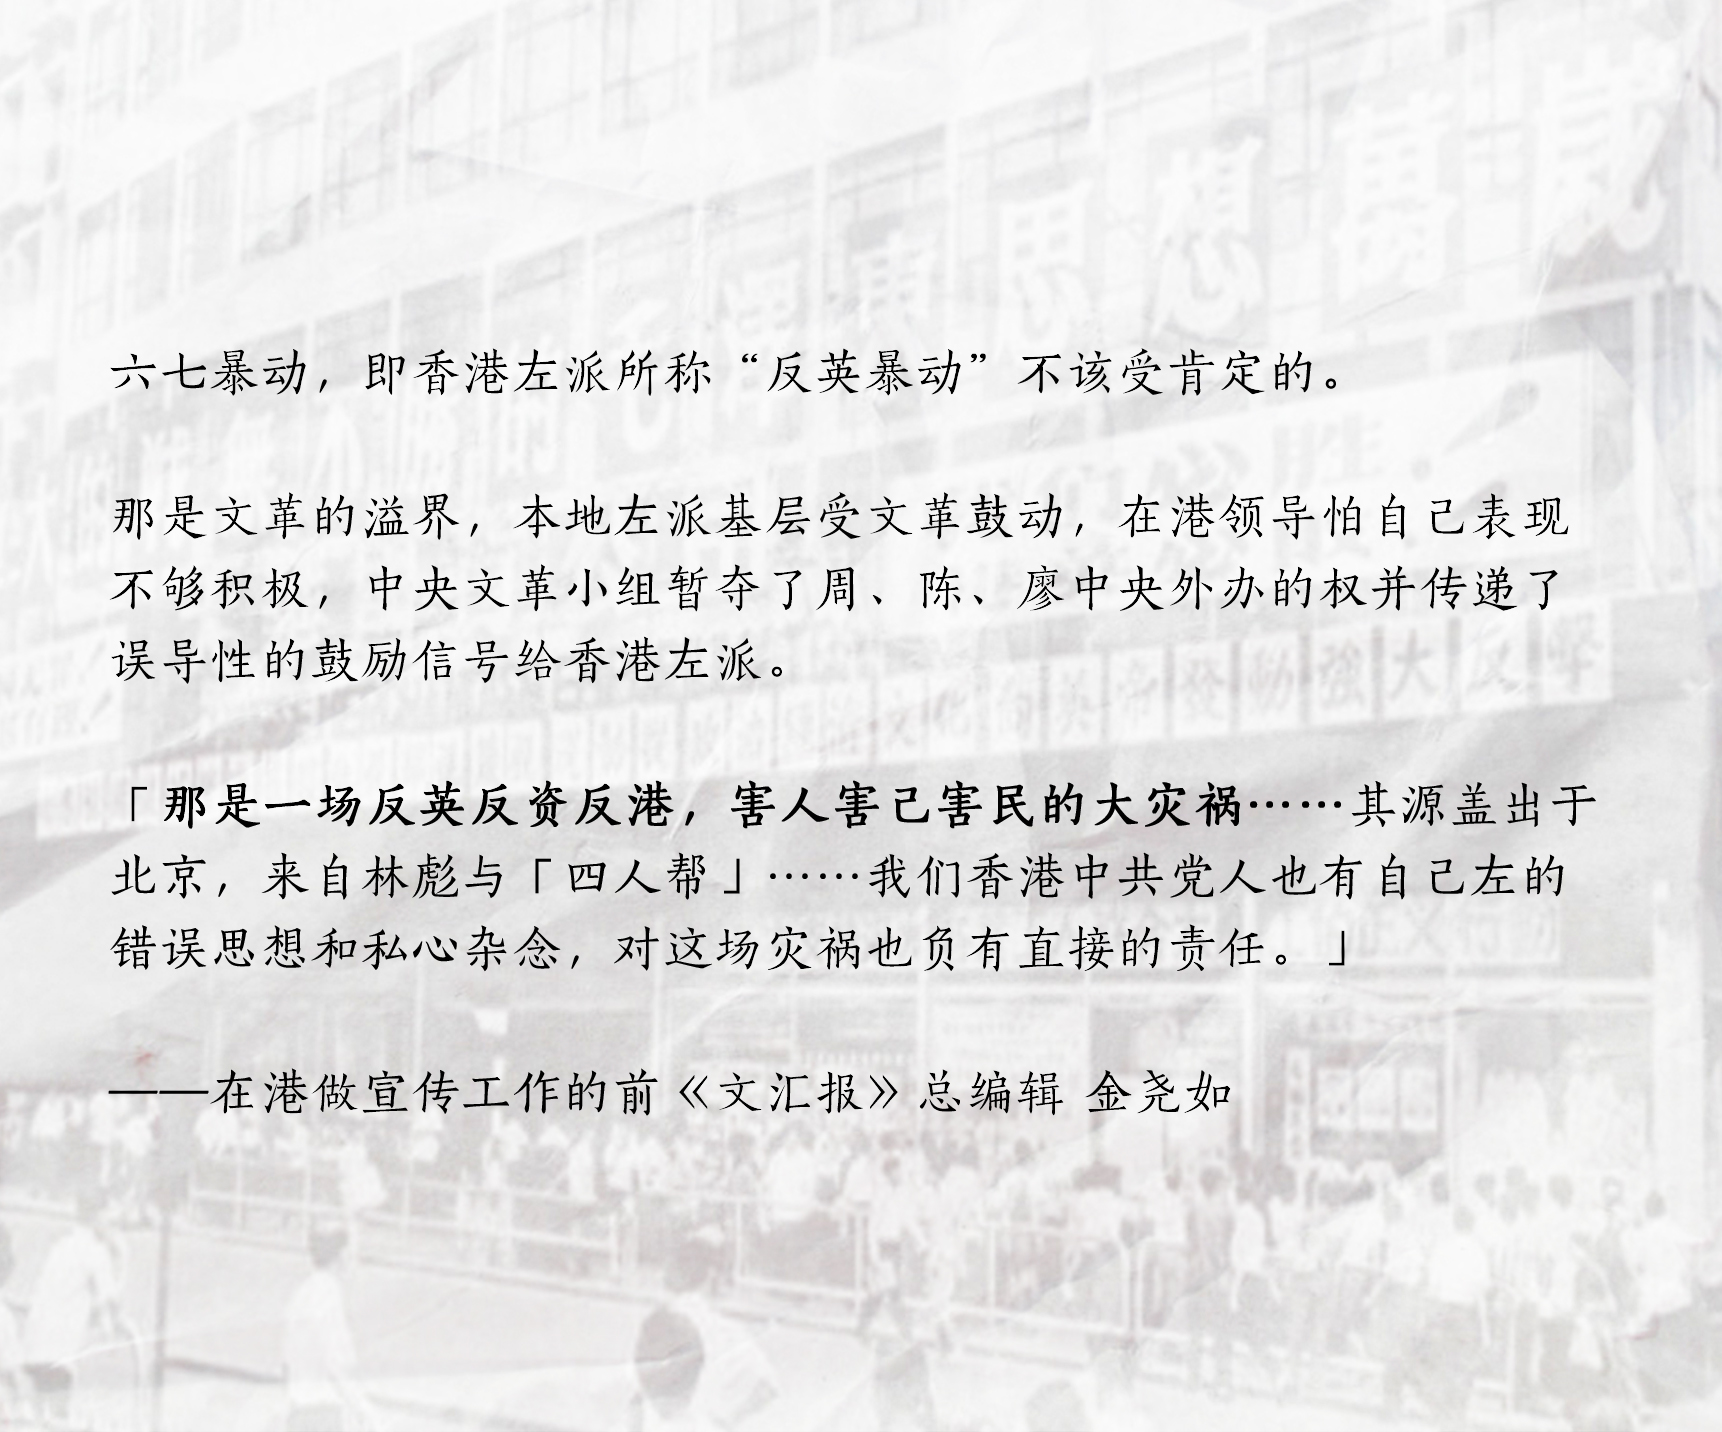 六七暴动，即香港左派所称“反英暴动”不该受肯定的。
那是文革的溢界，本地左派基层受文革鼓动，在港领导怕自己表现
不够积极，中央文革小组暂夺了周、陈、廖中央外办的权并传递了
误导性的鼓励信号给香港左派。
「那是一场反英反资反港，害人害己害民的大灾祸……其源盖出于
北京，来自林彪与「四人帮」……我们香港中共党人也有自己左的
错误思想和私心杂念，对这场灾祸也负有直接的责任。」
——在港做宣传工作的前《文汇报》总编辑 金尧如
思想萬歲